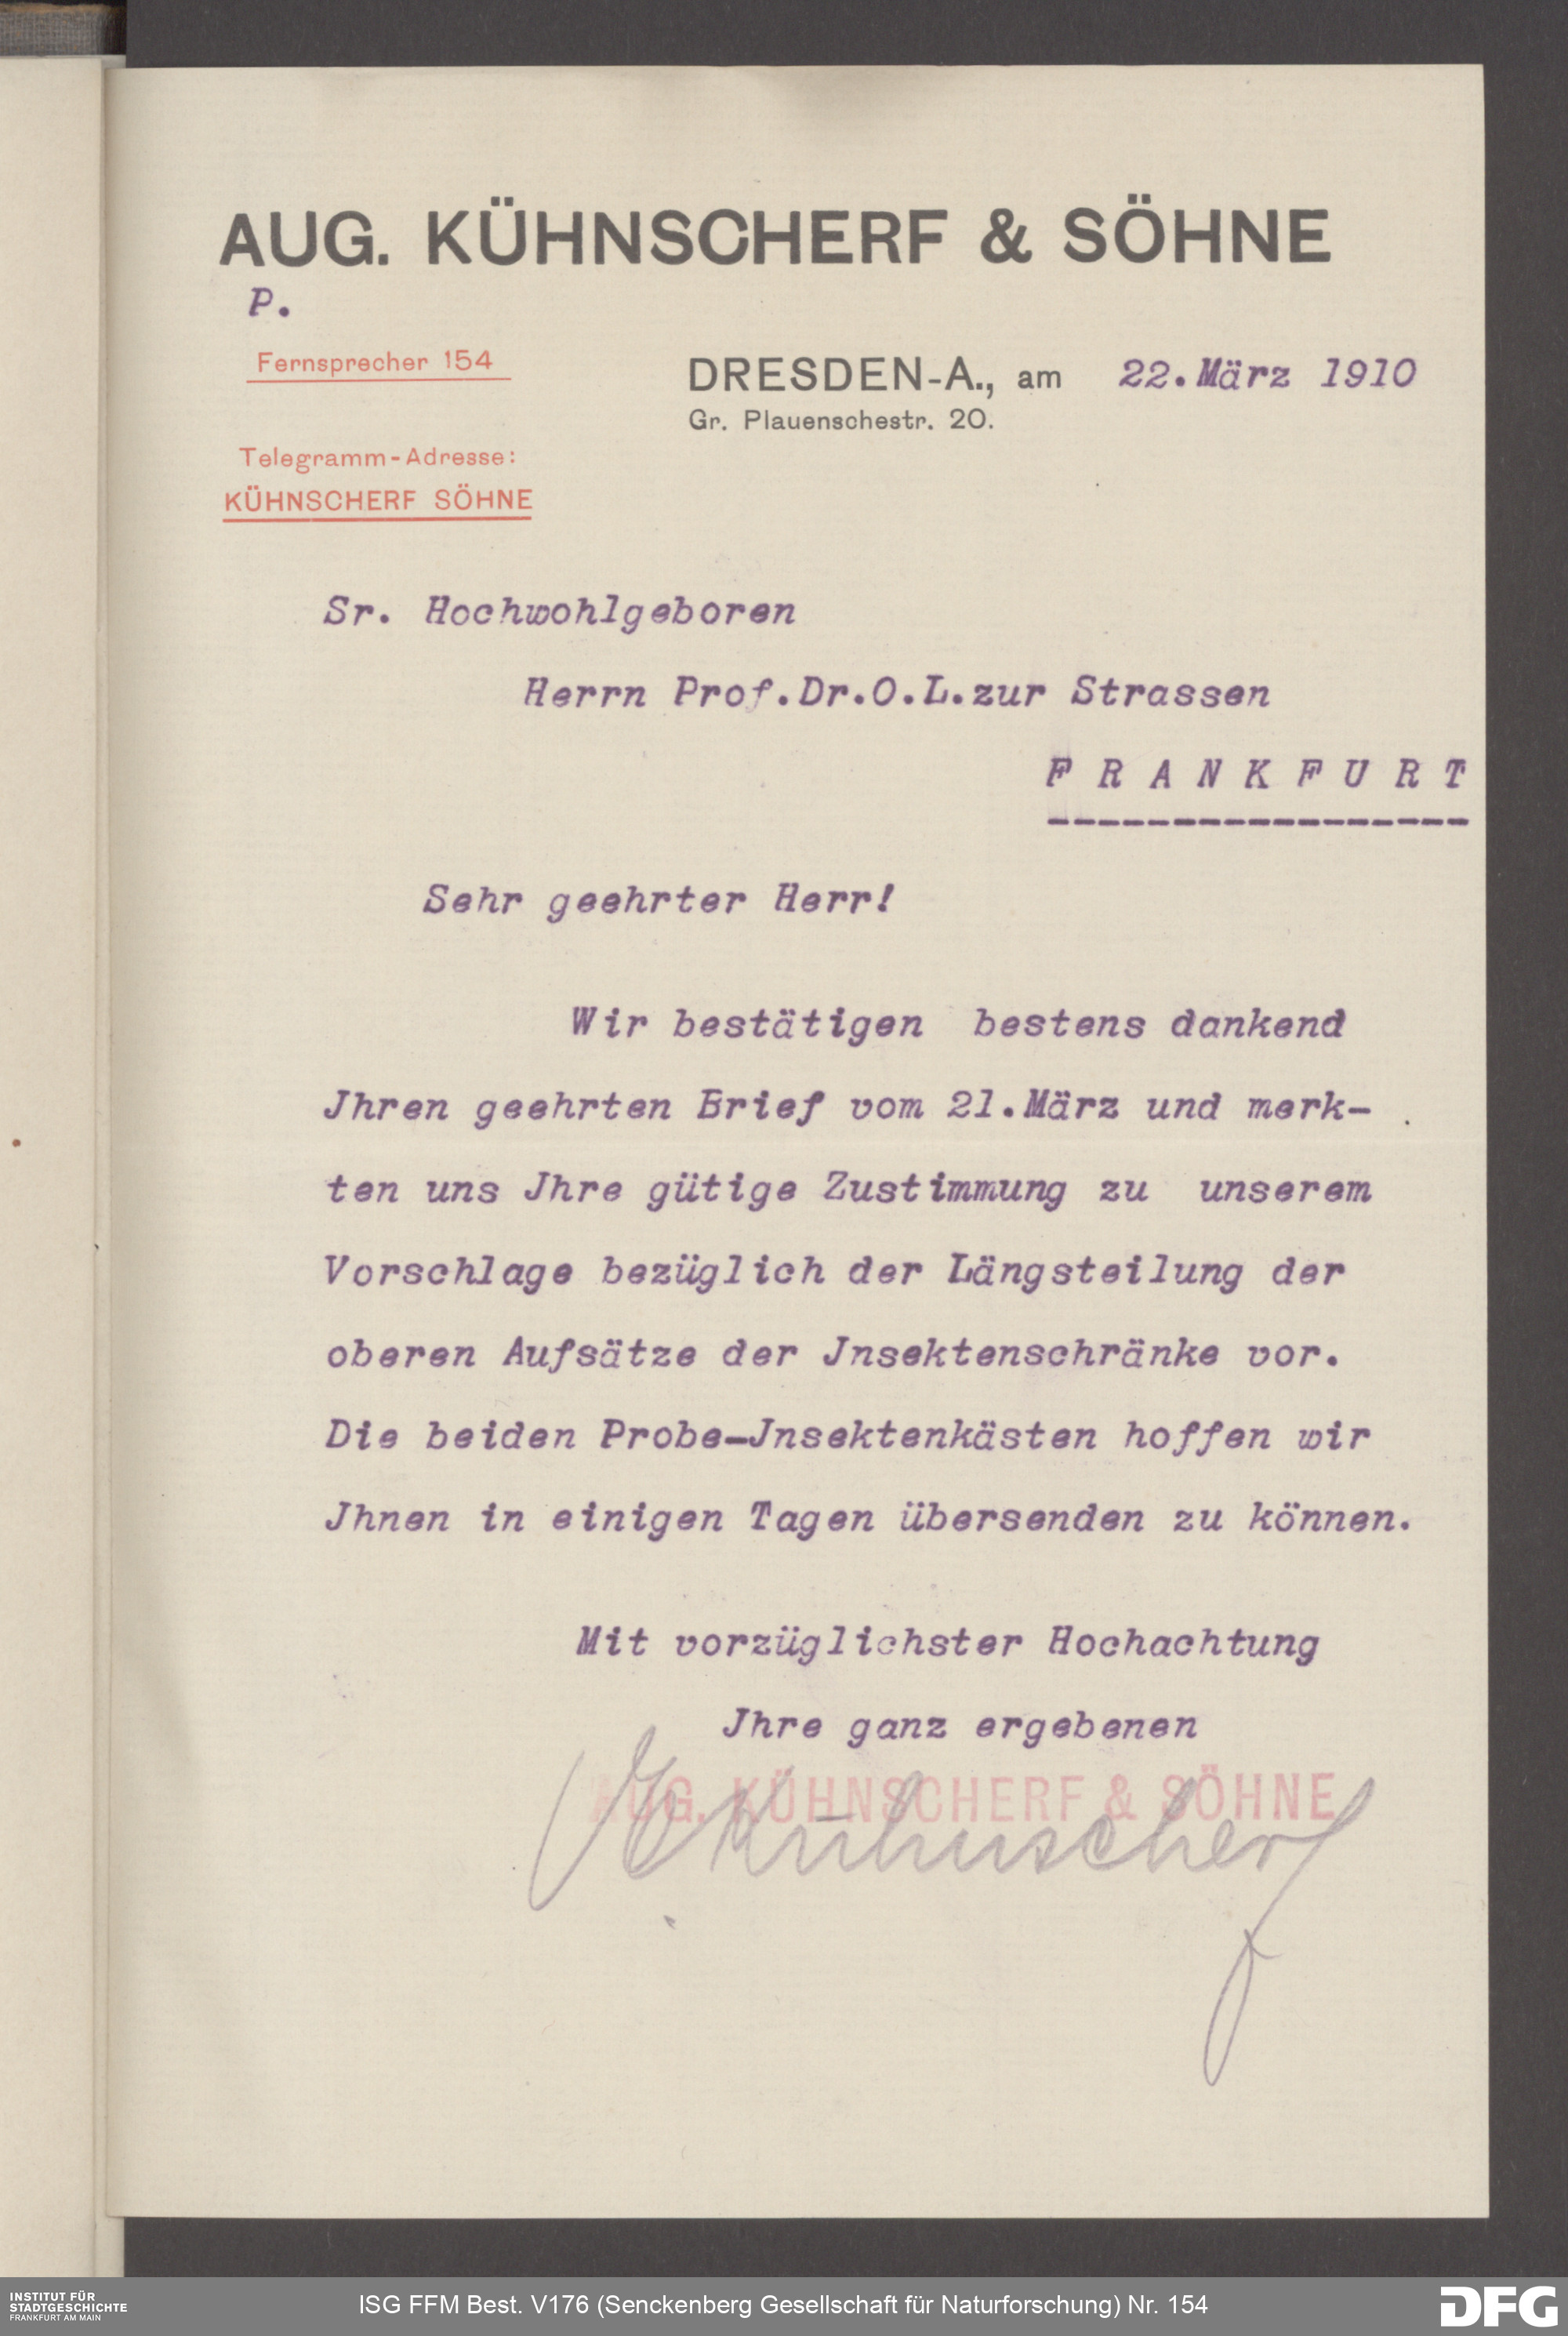 AUG. KÜHNSCHERF & SÖHNE
P.
Fernsprecher 154
DRESDEN-A., am 22.März 1910
Gr. Plauenschestr. 20.
Telegramm-Adresse:
KÜHNSCHERF SÖHNE
Sr. Hochwohlgeboren
Herrn Prof.Dr.O.L.zur Strassen
F R A N K F U R T
-----------------
Sehr geehrter Herr!
Wir bestätigen bestens dankend
Jhren geehrten Brief vom 21.März und merk-
ten uns Jhre gütige Zustimmung zu unserem
Vorschlage bezüglich der Längsteilung der
oberen Aufsätze der Jnsektenschränke vor.
Die beiden Probe-Jnsektenkästen hoffen wir
Jhnen in einigen Tagen übersenden zu können.
Mit vorzüglichster Hochachtung
Jhre ganz ergebenen
AUG. KÜHNSCHERF & SÖHNE
Kühnscherf
INSTITUT FÜR
STADTGESCHICHTE
FRANKFURT AM MAIN
ISG FFM Best. V176 (Senckenberg Gesellschaft für Naturforschung) Nr. 154
DFG